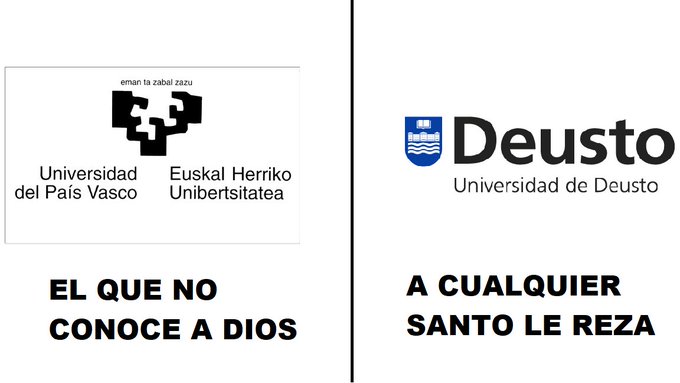 eman ta zabal zazu
Universidad
del País Vasco
Euskal Herriko
Unibertsitatea
EL QUE NO
CONOCE A DIOS
Deusto
Universidad de Deusto
A CUALQUIER
SANTO LE REZA